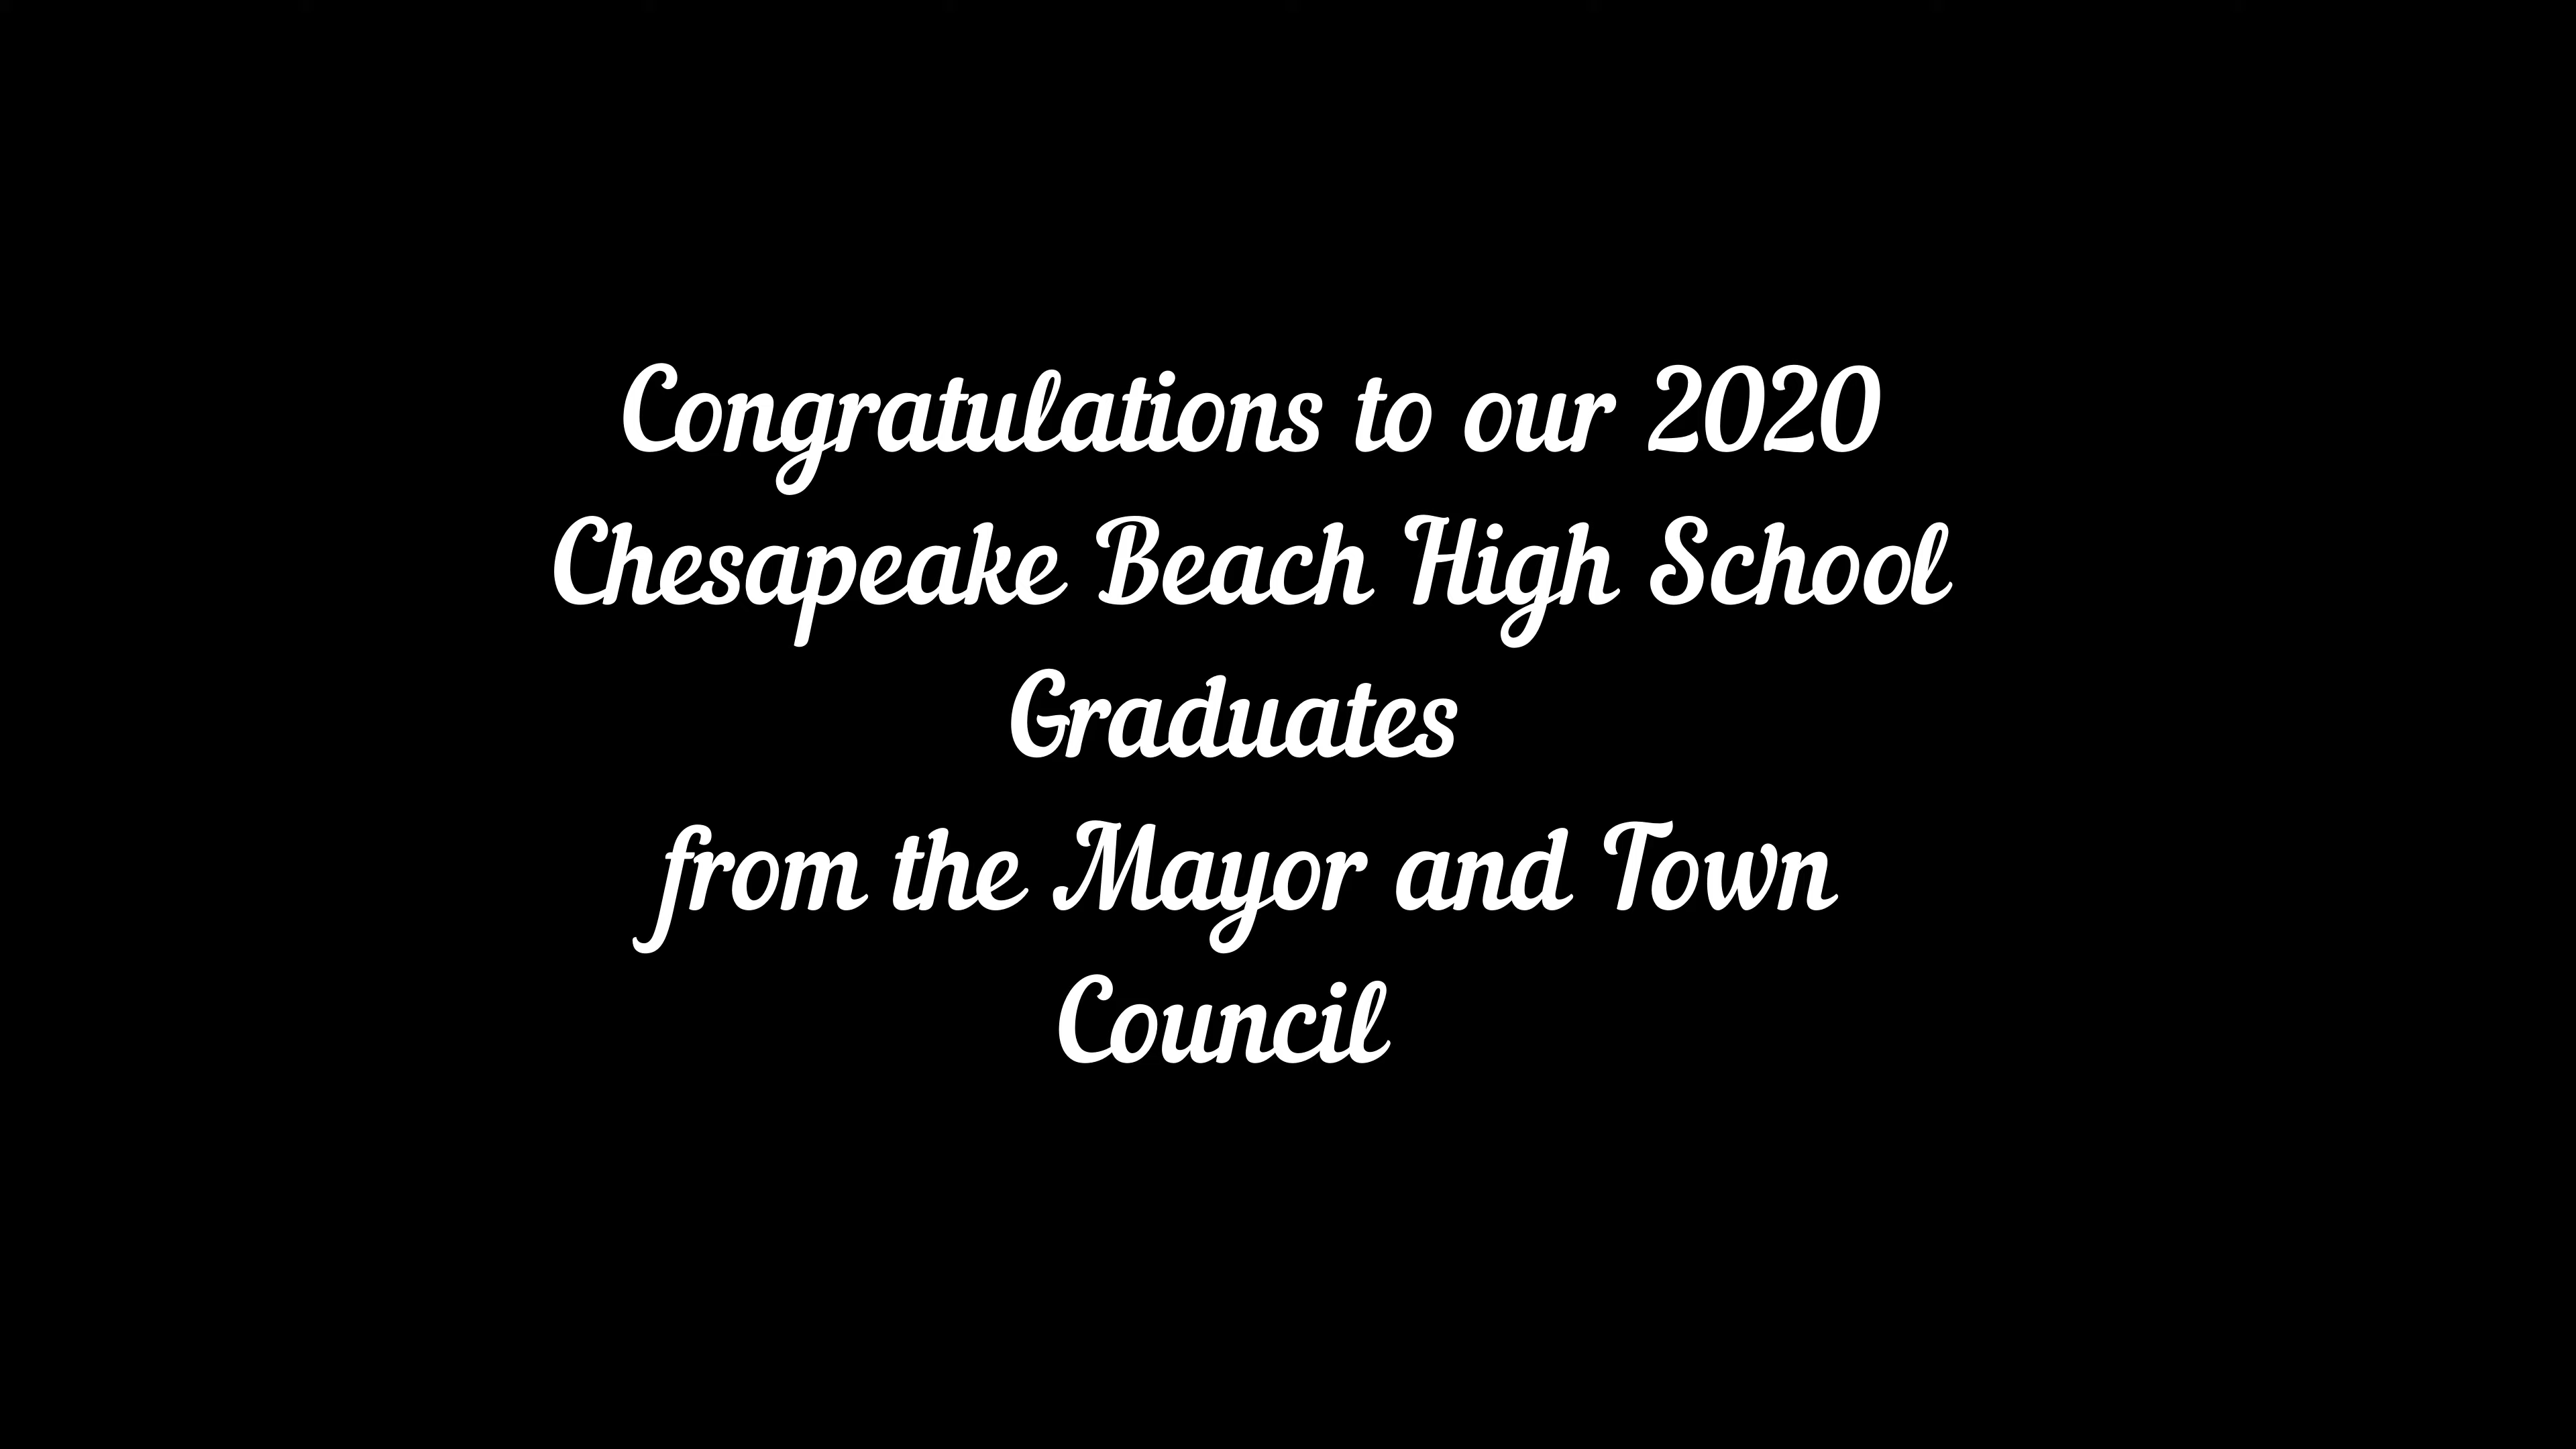 Congratulations to our 2020
Chesapeake Beach High School
Graduates
from the Mayor and Town
Council